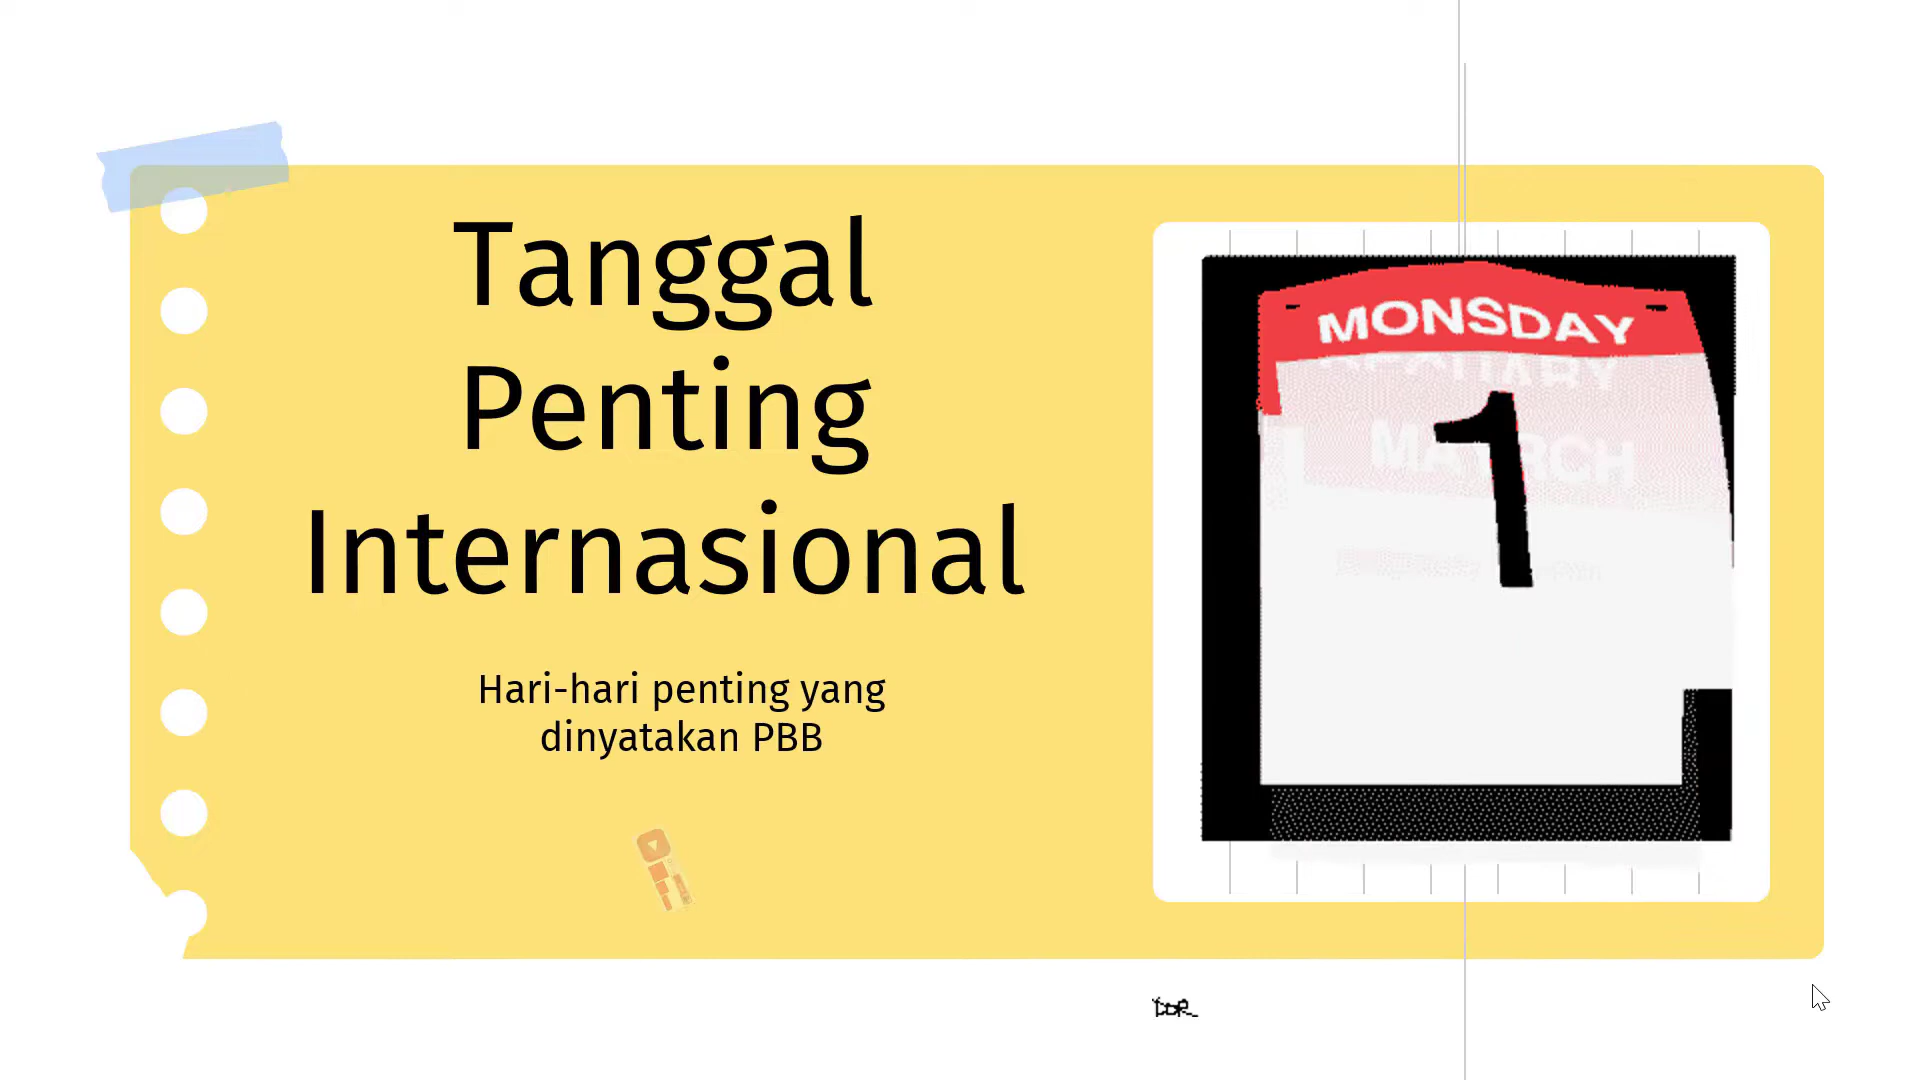 Tanggal
Penting
Internasional
Hari-hari penting yang
dinyatakan PBB
MONSDAY
1